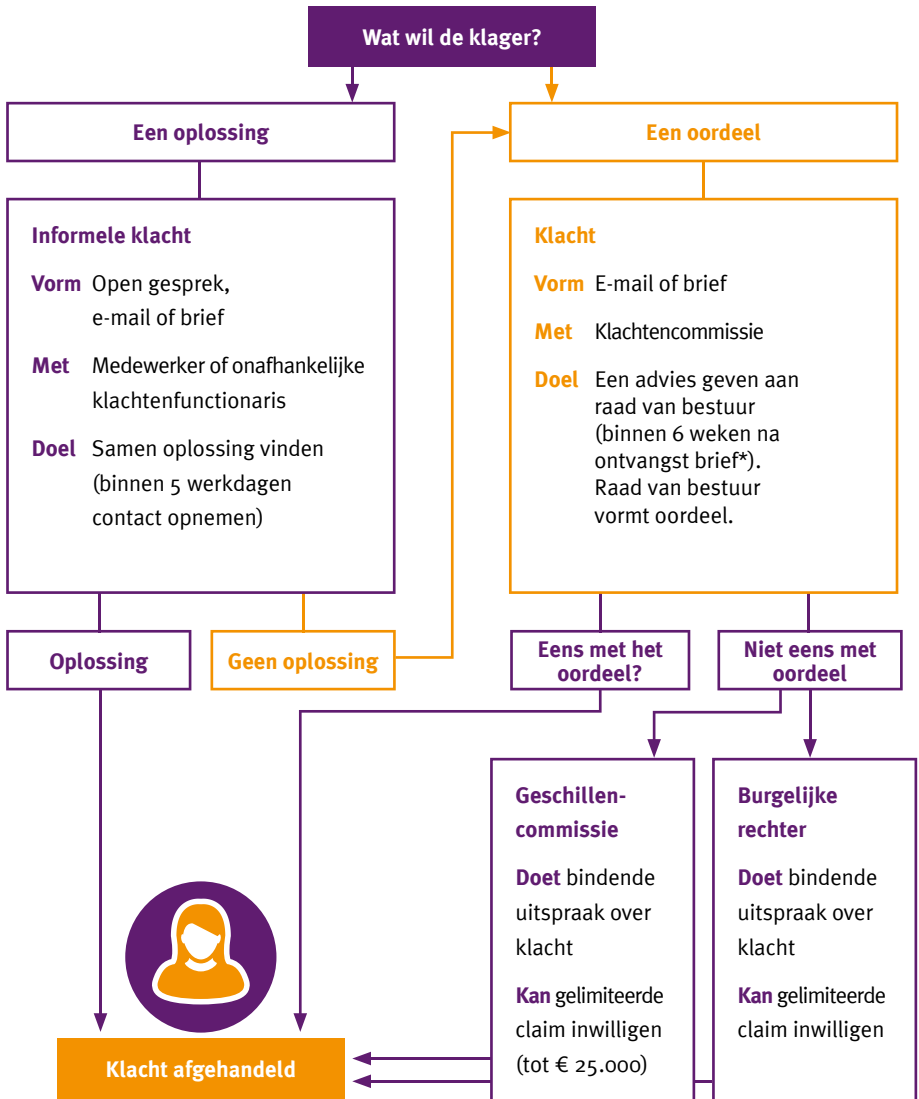 Wat wil de klager?
Een oplossing
Een oordeel
Informele klacht
Vorm Open gesprek,
e-mail of brief
Met Medewerker of onafhankelijke
klachtenfunctionaris
Doel Samen oplossing vinden
(binnen 5 werkdagen
contact opnemen)
Klacht
Vorm E-mail of brief
Met Klachtencommissie
Doel Een advies geven aan
raad van bestuur
(binnen 6 weken na
ontvangst brief*).
Raad van bestuur
vormt oordeel.
Oplossing
Geen oplossing
Eens met het
oordeel?
Niet eens met
oordeel
Geschillen-
commissie
Doet bindende
uitspraak over
klacht
Kan gelimiteerde
claim inwilligen
(tot € 25.000)
Burgelijke
rechter
Doet bindende
uitspraak over
klacht
Kan gelimiteerde
claim inwilligen
Klacht afgehandeld